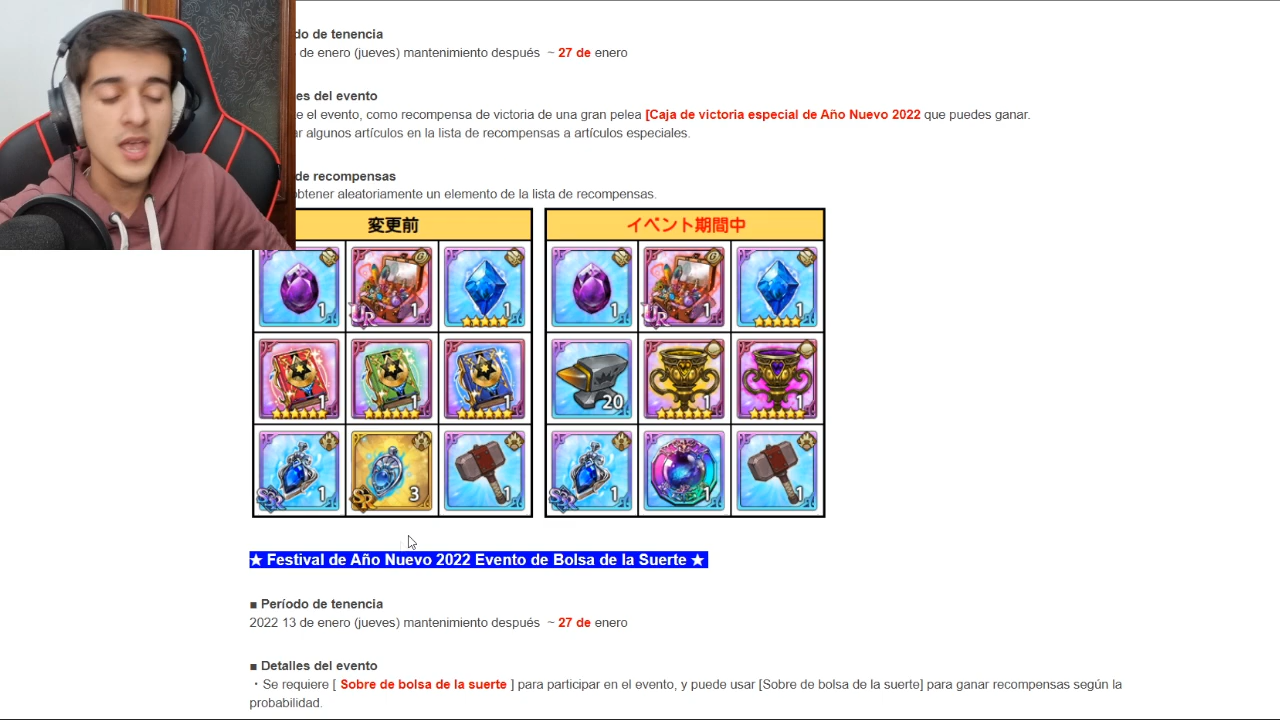 do de tenencia
de enero (jueves) mantenimiento después ~ 27 de enero
es del evento
e el evento, como recompensa de victoria de una gran pelea [Caja de victoria especial de Año Nuevo 2022 que puedes ganar.
ar algunos artículos en la lista de recompensas a artículos especiales.
de recompensas
obtener aleatoriamente un elemento de la lista de recompensas.
変更前 イベント期間中
1 UR 1 1 1 UR 1 1
1 1 1 20 1 1
SSR 1 SR 3 1 SSR 1 1 1
★ Festival de Año Nuevo 2022 Evento de Bolsa de la Suerte ★
■ Período de tenencia
2022 13 de enero (jueves) mantenimiento después ~ 27 de enero
■ Detalles del evento
・Se requiere [ Sobre de bolsa de la suerte ] para participar en el evento, y puede usar [Sobre de bolsa de la suerte] para ganar recompensas según la
probabilidad.